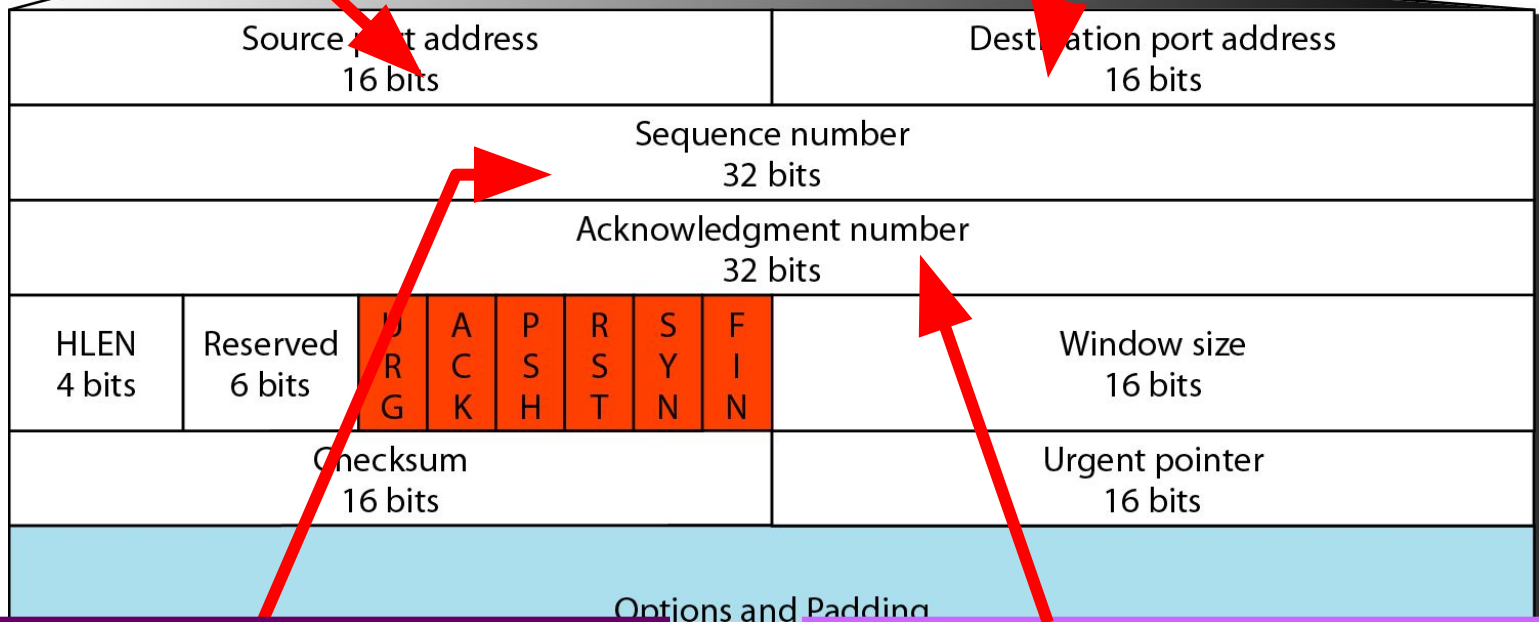 Source port address
16 bits
Destination port address
16 bits
Sequence number
32 bits
Acknowledgment number
32 bits
HLEN
4 bits
Reserved
6 bits
URG
ACK
PSH
RST
SYN
FIN
Window size
16 bits
Checksum
16 bits
Urgent pointer
16 bits
Options and Padding